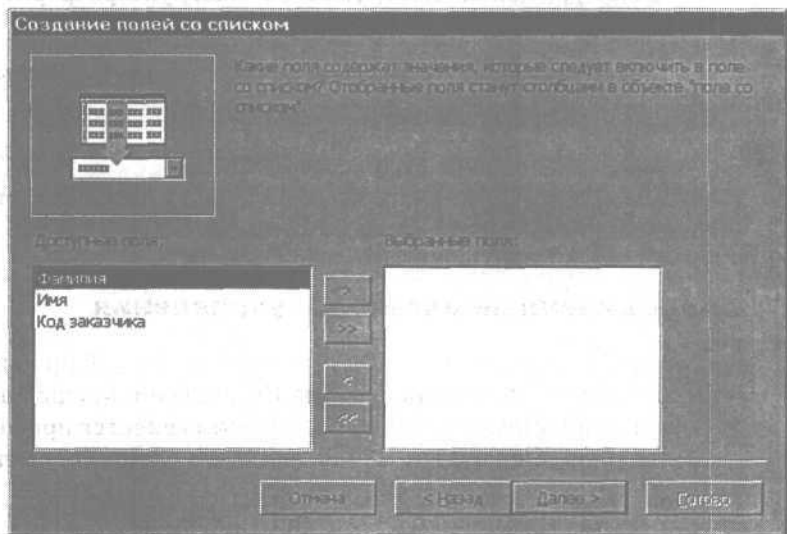 Создание полей со списком
Какие поля содержат значения, которые следует включить в поле
со списком? Отобранные поля станут столбцами в объекте "поле со
списком".
Доступные поля:
Выбранные поля:
Фамилия
Имя
Код заказчика
>
>>
<
<<
Отмена
< Назад
Далее >
Готово